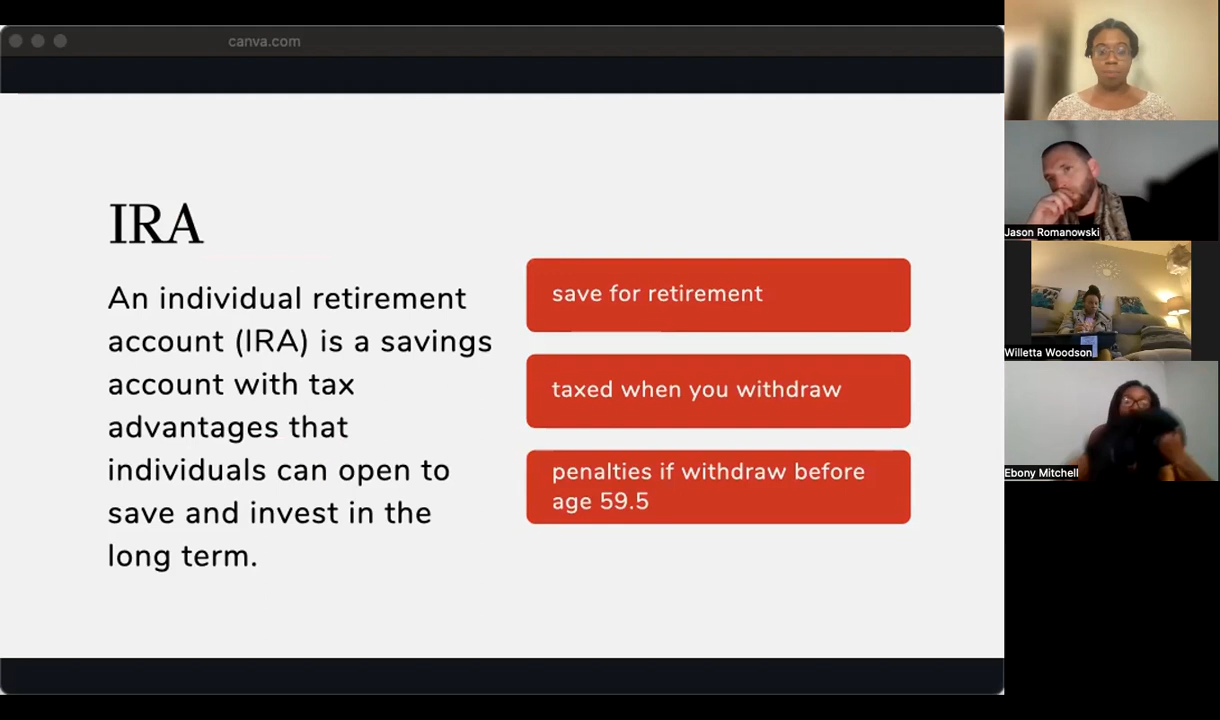 canva.com
IRA
An individual retirement
account (IRA) is a savings
account with tax
advantages that
individuals can open to
save and invest in the
long term.
save for retirement
taxed when you withdraw
penalties if withdraw before
age 59.5
Jason Romanowski
Willetta Woodson
Ebony Mitchell